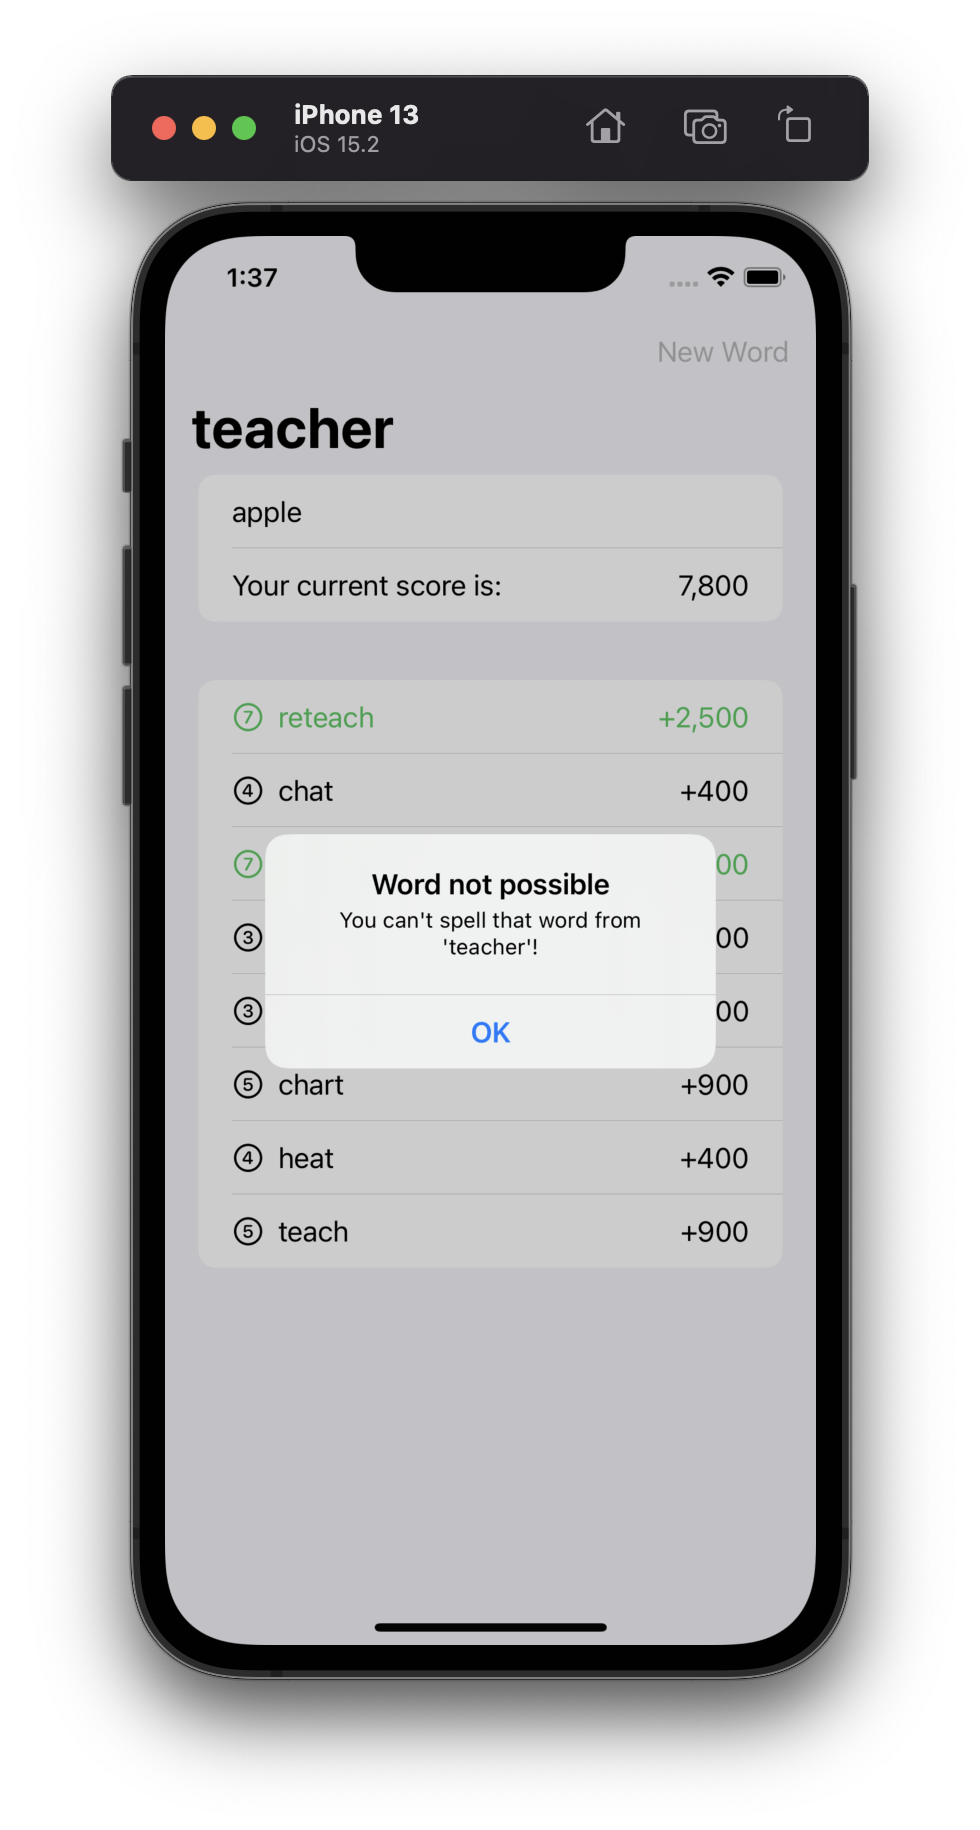 iPhone 13
iOS 15.2
1:37
New Word
teacher
apple
Your current score is: 7,800
7 reteach +2,500
4 chat +400
7 00
3 00
3 00
Word not possible
You can't spell that word from
'teacher'!
OK
5 chart +900
4 heat +400
5 teach +900